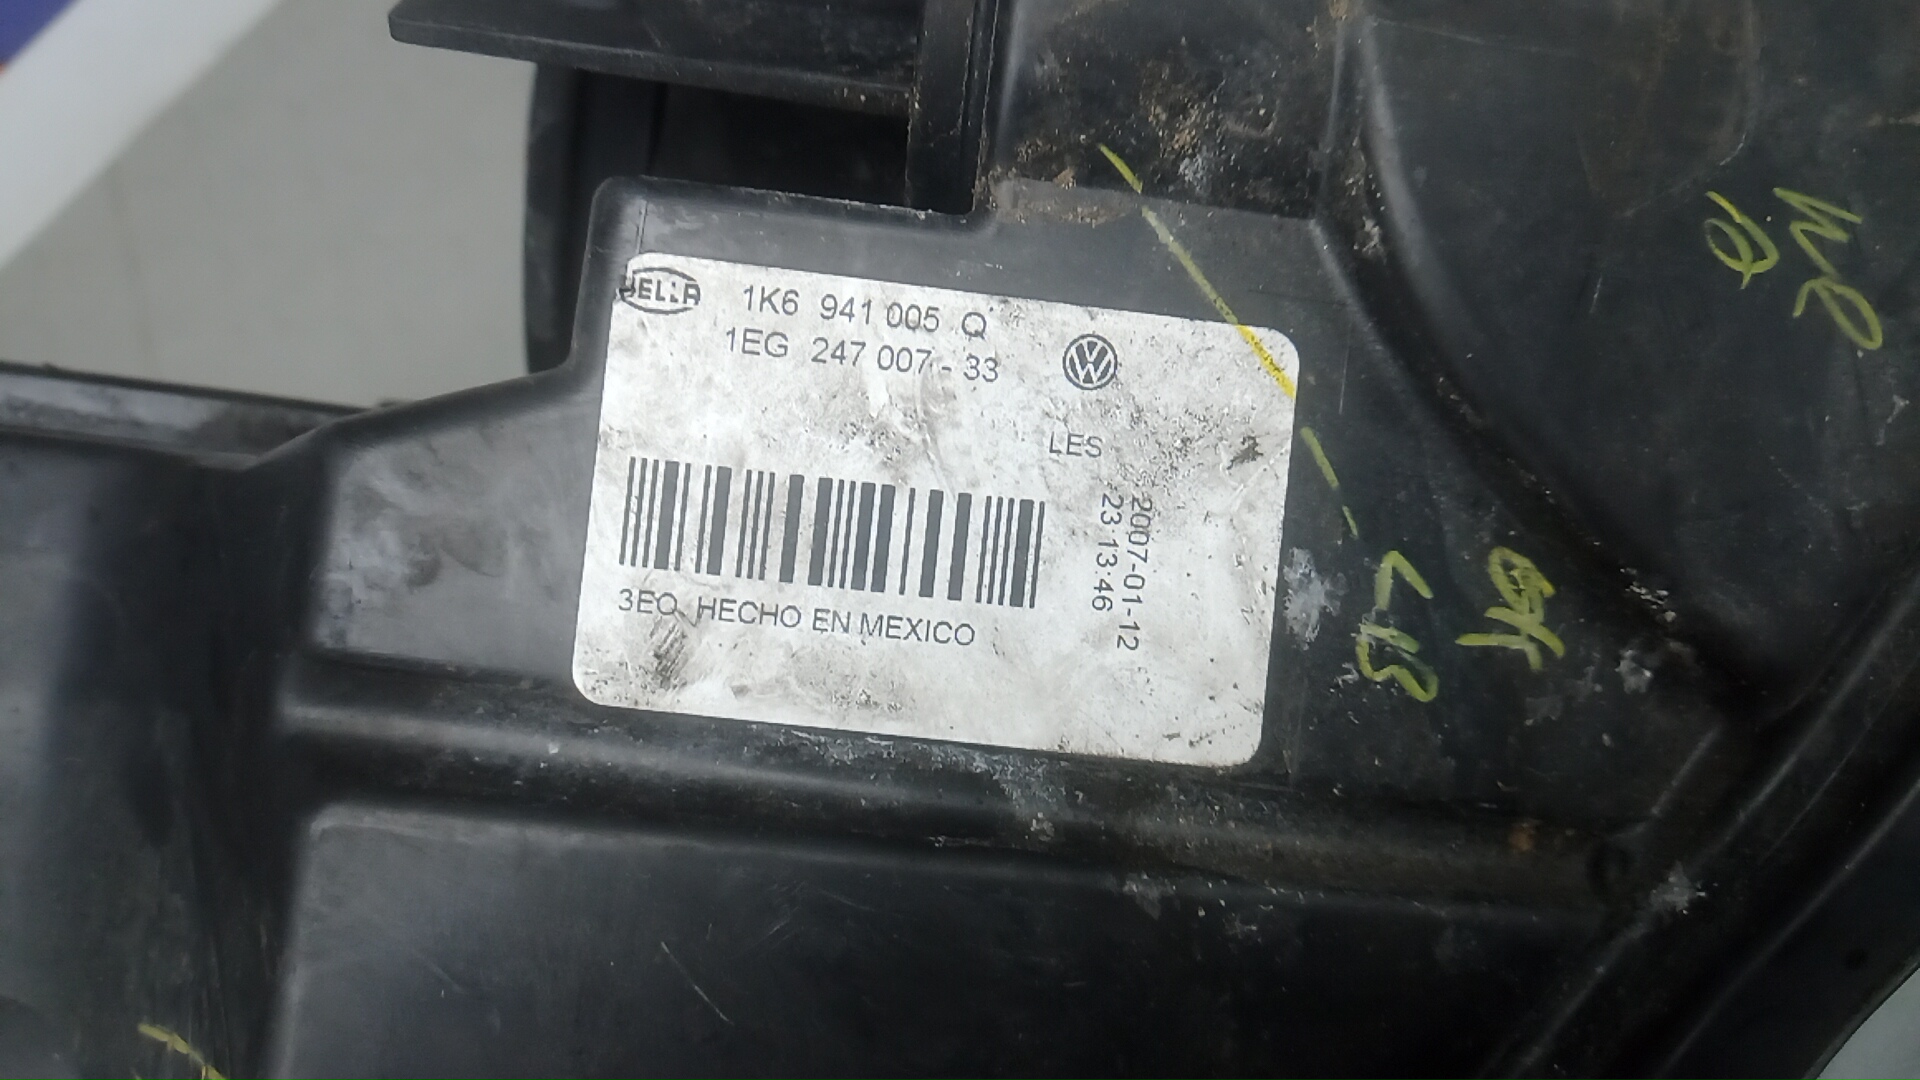 HELLA
1K6 941 005 Q
1EG 247 007 - 33
LES
2007-01-12
23:13:46
3EO HECHO EN MEXICO